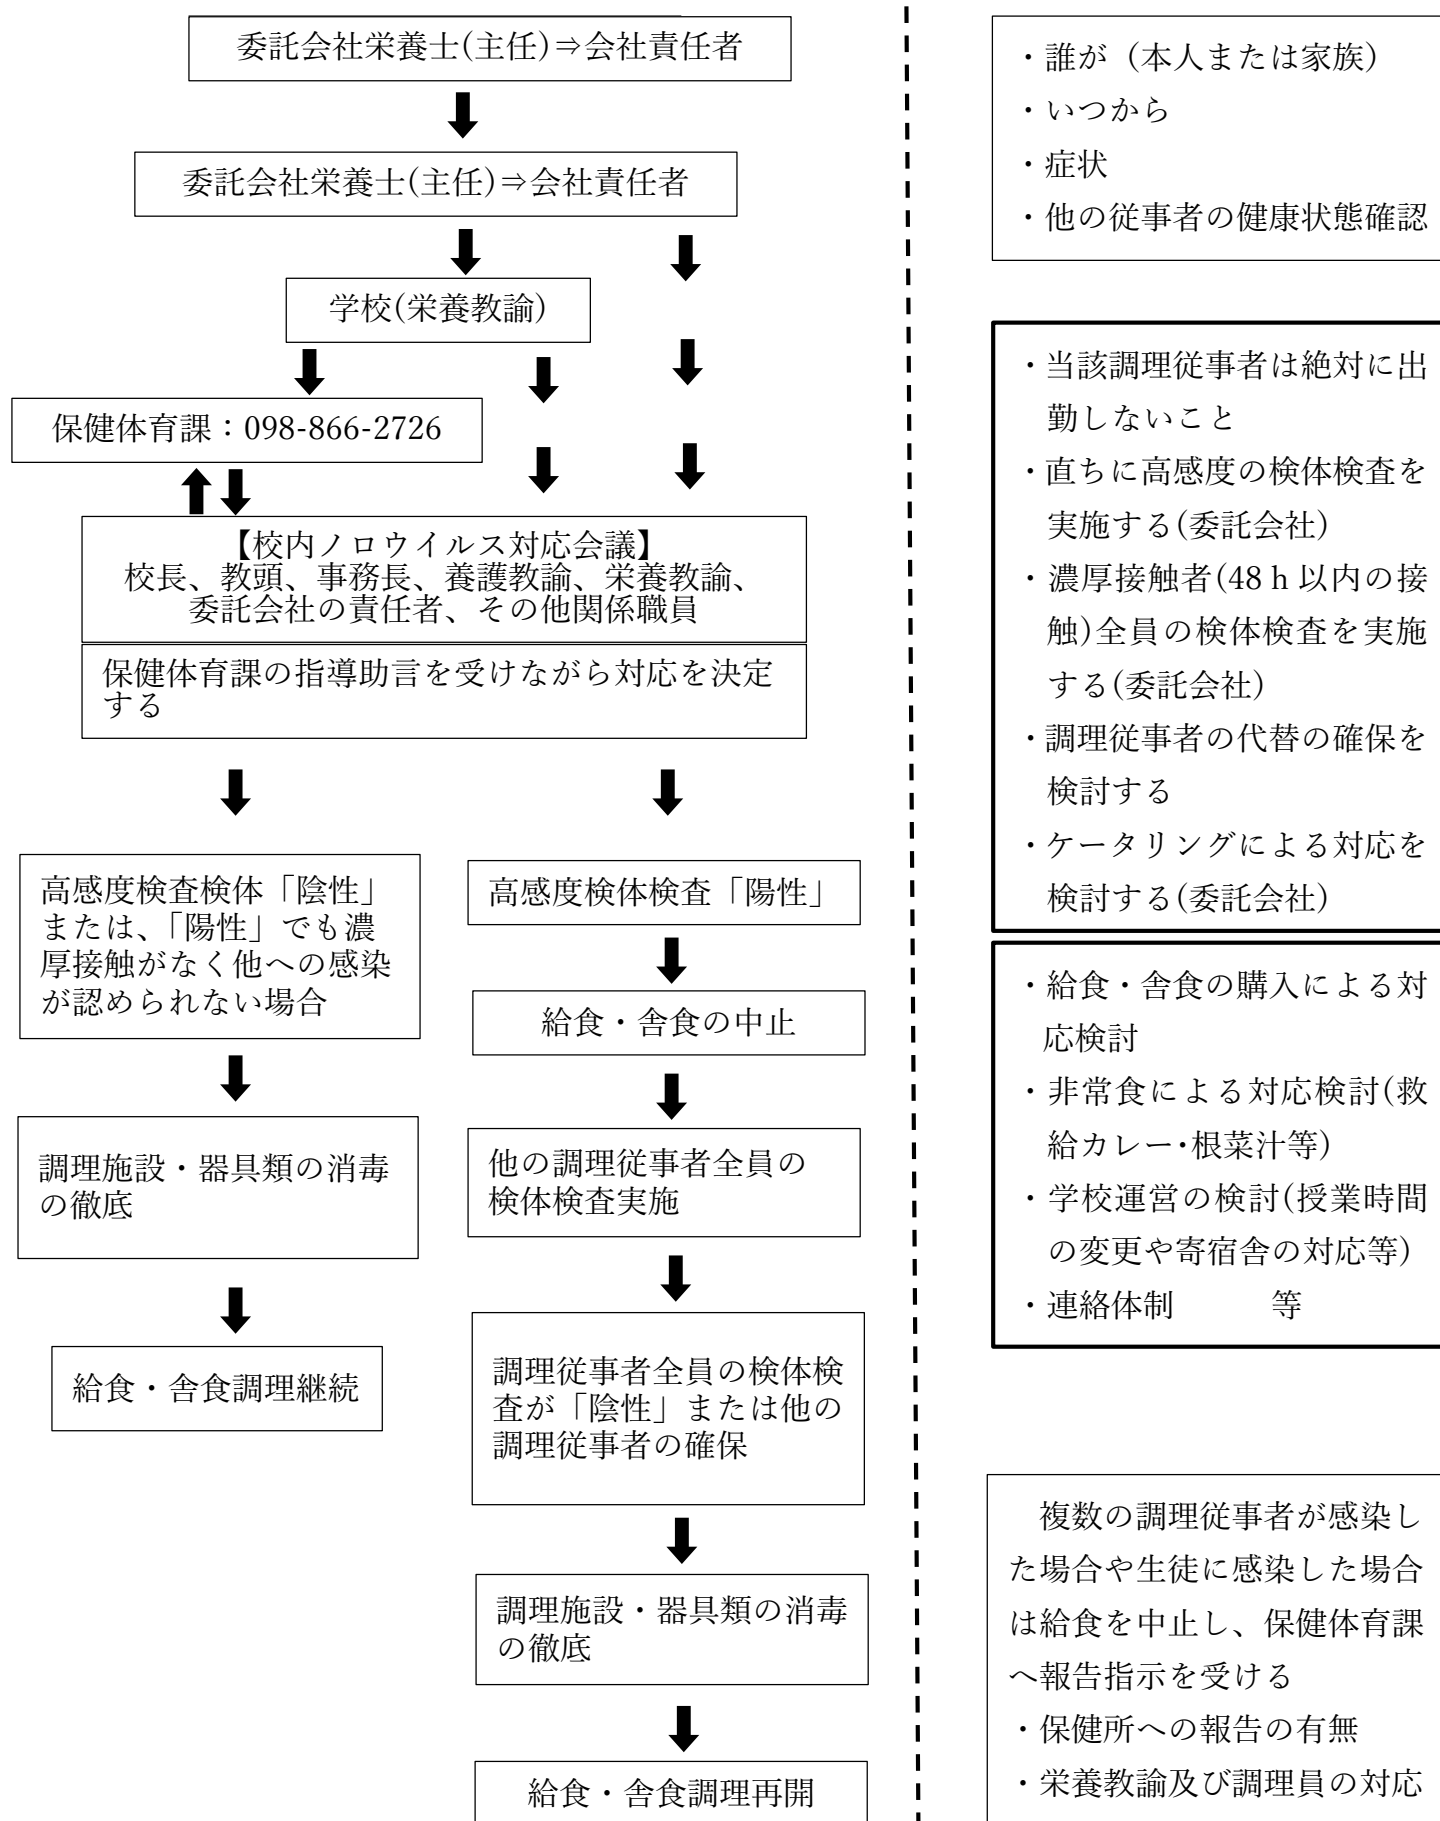 委託会社栄養士(主任)⇒会社責任者
委託会社栄養士(主任)⇒会社責任者
学校(栄養教諭)
保健体育課：098-866-2726
【校内ノロウイルス対応会議】
校長、教頭、事務長、養護教諭、栄養教諭、
委託会社の責任者、その他関係職員
保健体育課の指導助言を受けながら対応を決定
する
高感度検査検体「陰性」
または、「陽性」でも濃
厚接触がなく他への感染
が認められない場合
調理施設・器具類の消毒
の徹底
給食・舎食調理継続
高感度検体検査「陽性」
給食・舎食の中止
他の調理従事者全員の
検体検査実施
調理従事者全員の検体検
査が「陰性」または他の
調理従事者の確保
調理施設・器具類の消毒
の徹底
給食・舎食調理再開
・誰が（本人または家族）
・いつから
・症状
・他の従事者の健康状態確認
・当該調理従事者は絶対に出
勤しないこと
・直ちに高感度の検体検査を
実施する(委託会社)
・濃厚接触者(48ｈ以内の接
触)全員の検体検査を実施
する(委託会社)
・調理従事者の代替の確保を
検討する
・ケータリングによる対応を
検討する(委託会社)
・給食・舎食の購入による対
応検討
・非常食による対応検討(救
給カレー・根菜汁等)
・学校運営の検討(授業時間
の変更や寄宿舎の対応等)
・連絡体制　　　等
複数の調理従事者が感染し
た場合や生徒に感染した場合
は給食を中止し、保健体育課
へ報告指示を受ける
・保健所への報告の有無
・栄養教諭及び調理員の対応